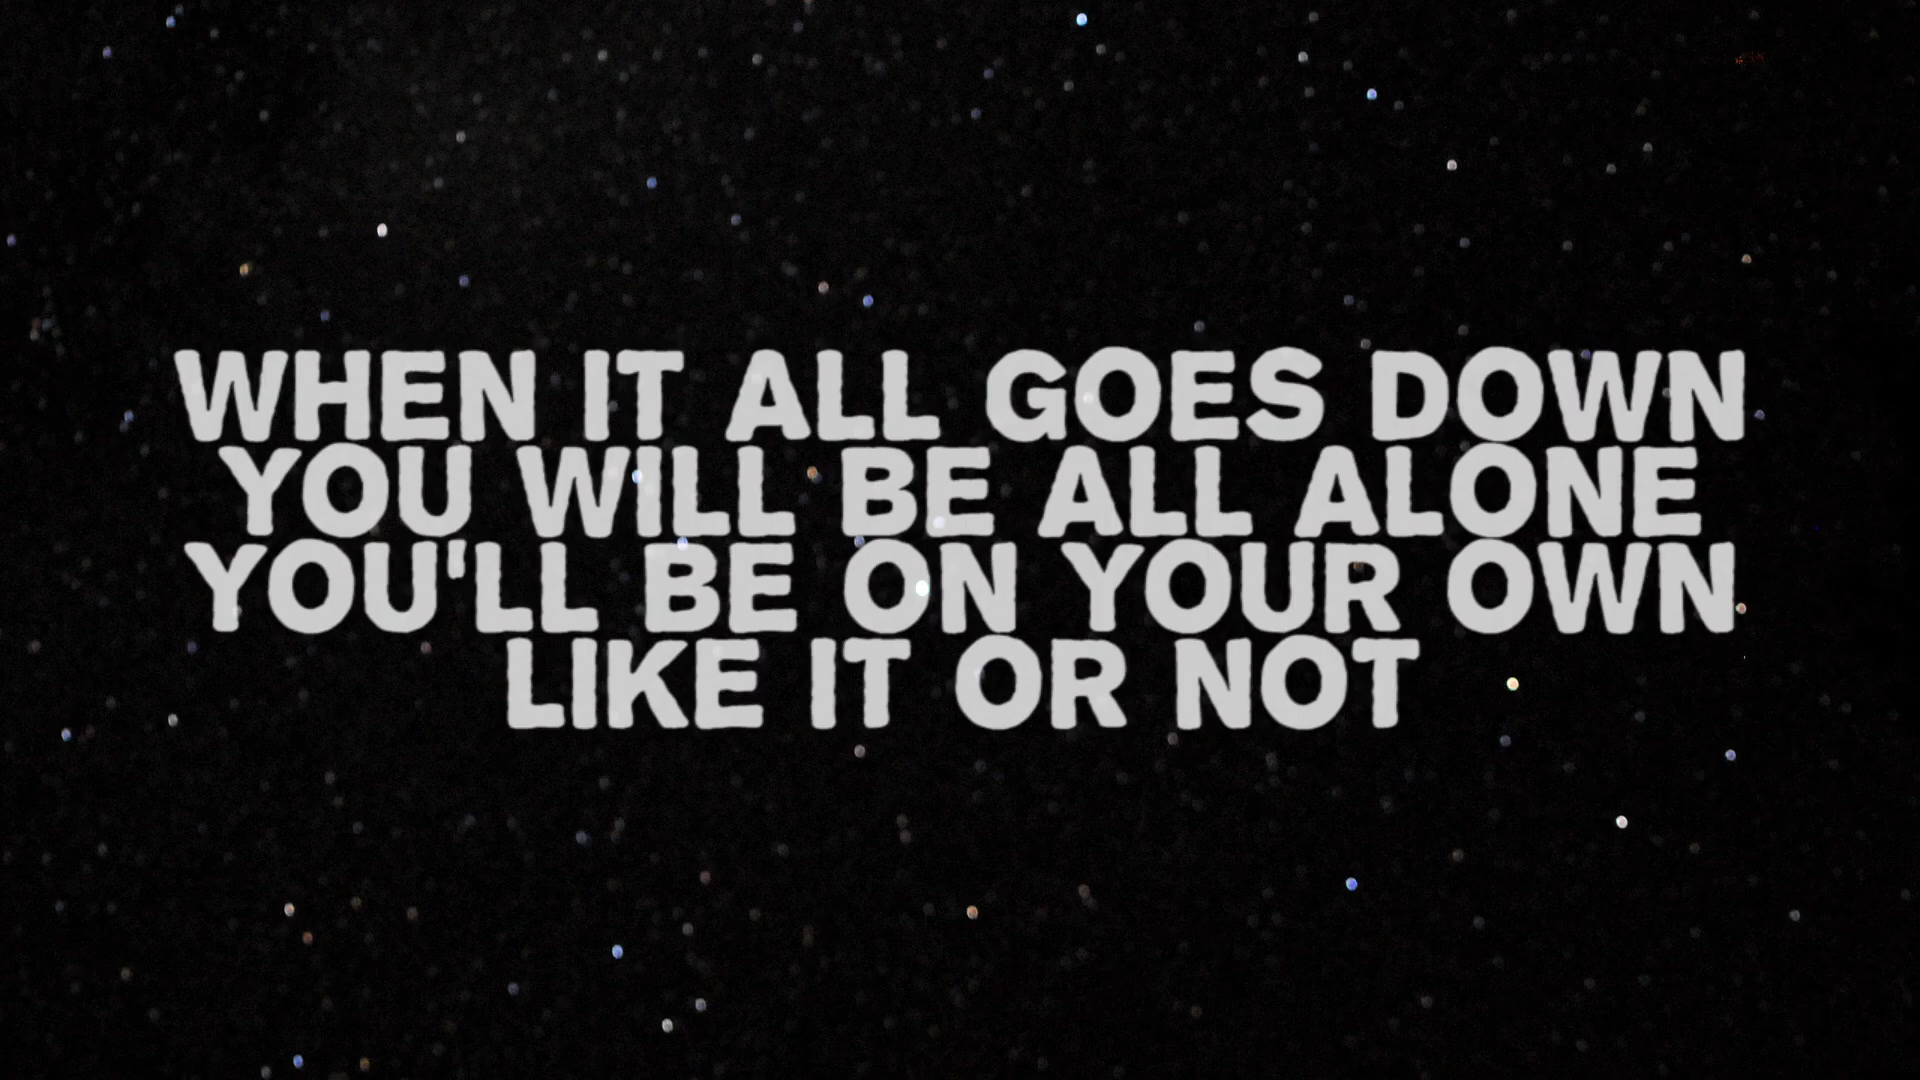 WHEN IT ALL GOES DOWN
YOU WILL BE ALL ALONE
YOU'LL BE ON YOUR OWN
LIKE IT OR NOT